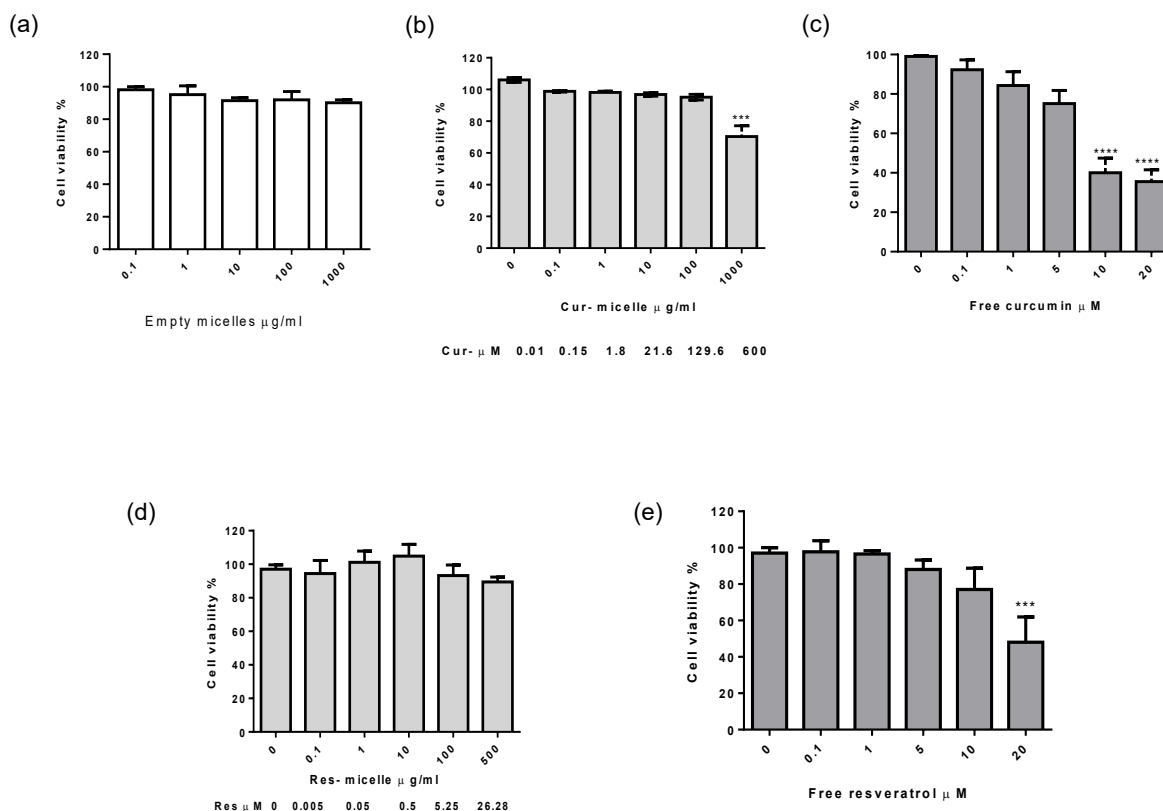 (a)
120
100
80
60
40
20
0
Cell viability %
0.1 1 10 100 1000
Empty micelles μg/ml
(b)
120
100
80
60
40
20
0
Cell viability %
***
0 0.1 1 10 100 1000
Cur- micelle μ g/ml
Cur- μ M 0.01 0.15 1.8 21.6 129.6 600
(c)
100
80
60
40
20
0
Cell viability %
**** ****
0 0.1 1 5 10 20
Free curcumin μ M
(d)
120
100
80
60
40
20
0
Cell viability %
0 0.1 1 10 100 500
Res- micelle μ g/ml
Res μ M 0 0.005 0.05 0.5 5.25 26.28
(e)
120
100
80
60
40
20
0
Cell viability %
***
0 0.1 1 5 10 20
Free resveratrol μ M